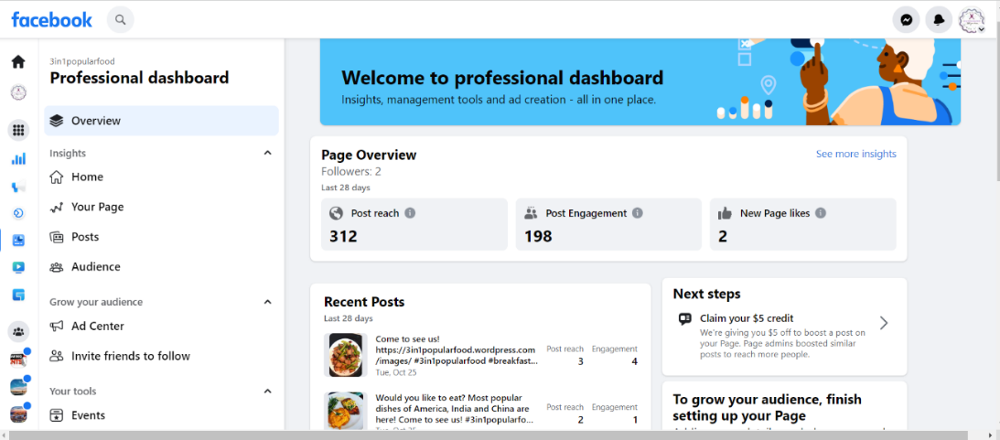 facebook
3in1popularfood
Professional dashboard
Overview
Insights
Home
Your Page
Posts
Audience
Grow your audience
Ad Center
Invite friends to follow
Your tools
Events
Welcome to professional dashboard
Insights, management tools and ad creation - all in one place.
Page Overview
See more insights
Followers: 2
Last 28 days
Post reach
312
Post Engagement
198
New Page likes
2
Recent Posts
Last 28 days
Come to see us!
https://3in1popularfood.wordpress.com
/images/ #3in1popularfood #breakfast...
Tue, Oct 25
Post reach
3
Engagement
4
Would you like to eat? Most popular
dishes of America, India and China are
here! Come to see us! #3in1popularfo...
Post reach
2
Engagement
1
Next steps
Claim your $5 credit
We're giving you $5 off to boost a post on
your Page. Page admins boosted similar
posts to reach more people.
To grow your audience, finish
setting up your Page